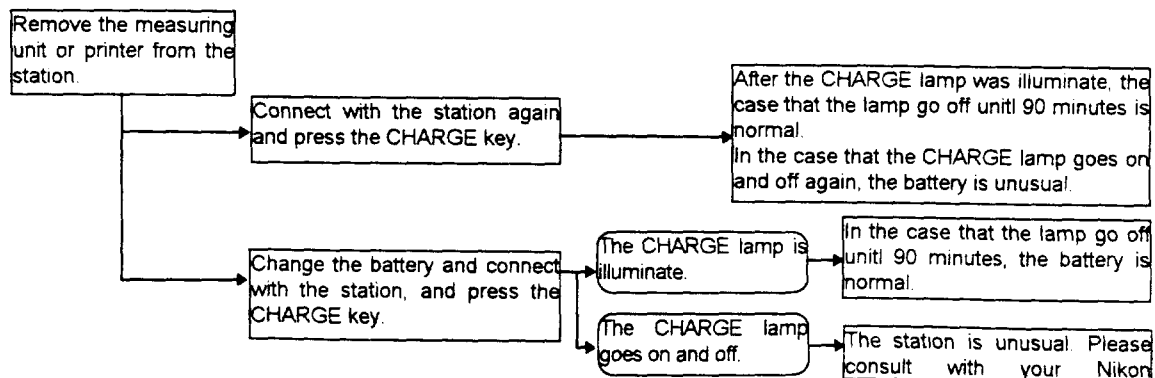 Remove the measuring
unit or printer from the
station.
Connect with the station again
and press the CHARGE key.
After the CHARGE lamp was illuminate, the
case that the lamp go off unitl 90 minutes is
normal.
In the case that the CHARGE lamp goes on
and off again, the battery is unusual.
Change the battery and connect
with the station, and press the
CHARGE key.
The CHARGE lamp is
illuminate.
In the case that the lamp go off
unitl 90 minutes, the battery is
normal.
The CHARGE lamp
goes on and off.
The station is unusual. Please
consult with your Nikon